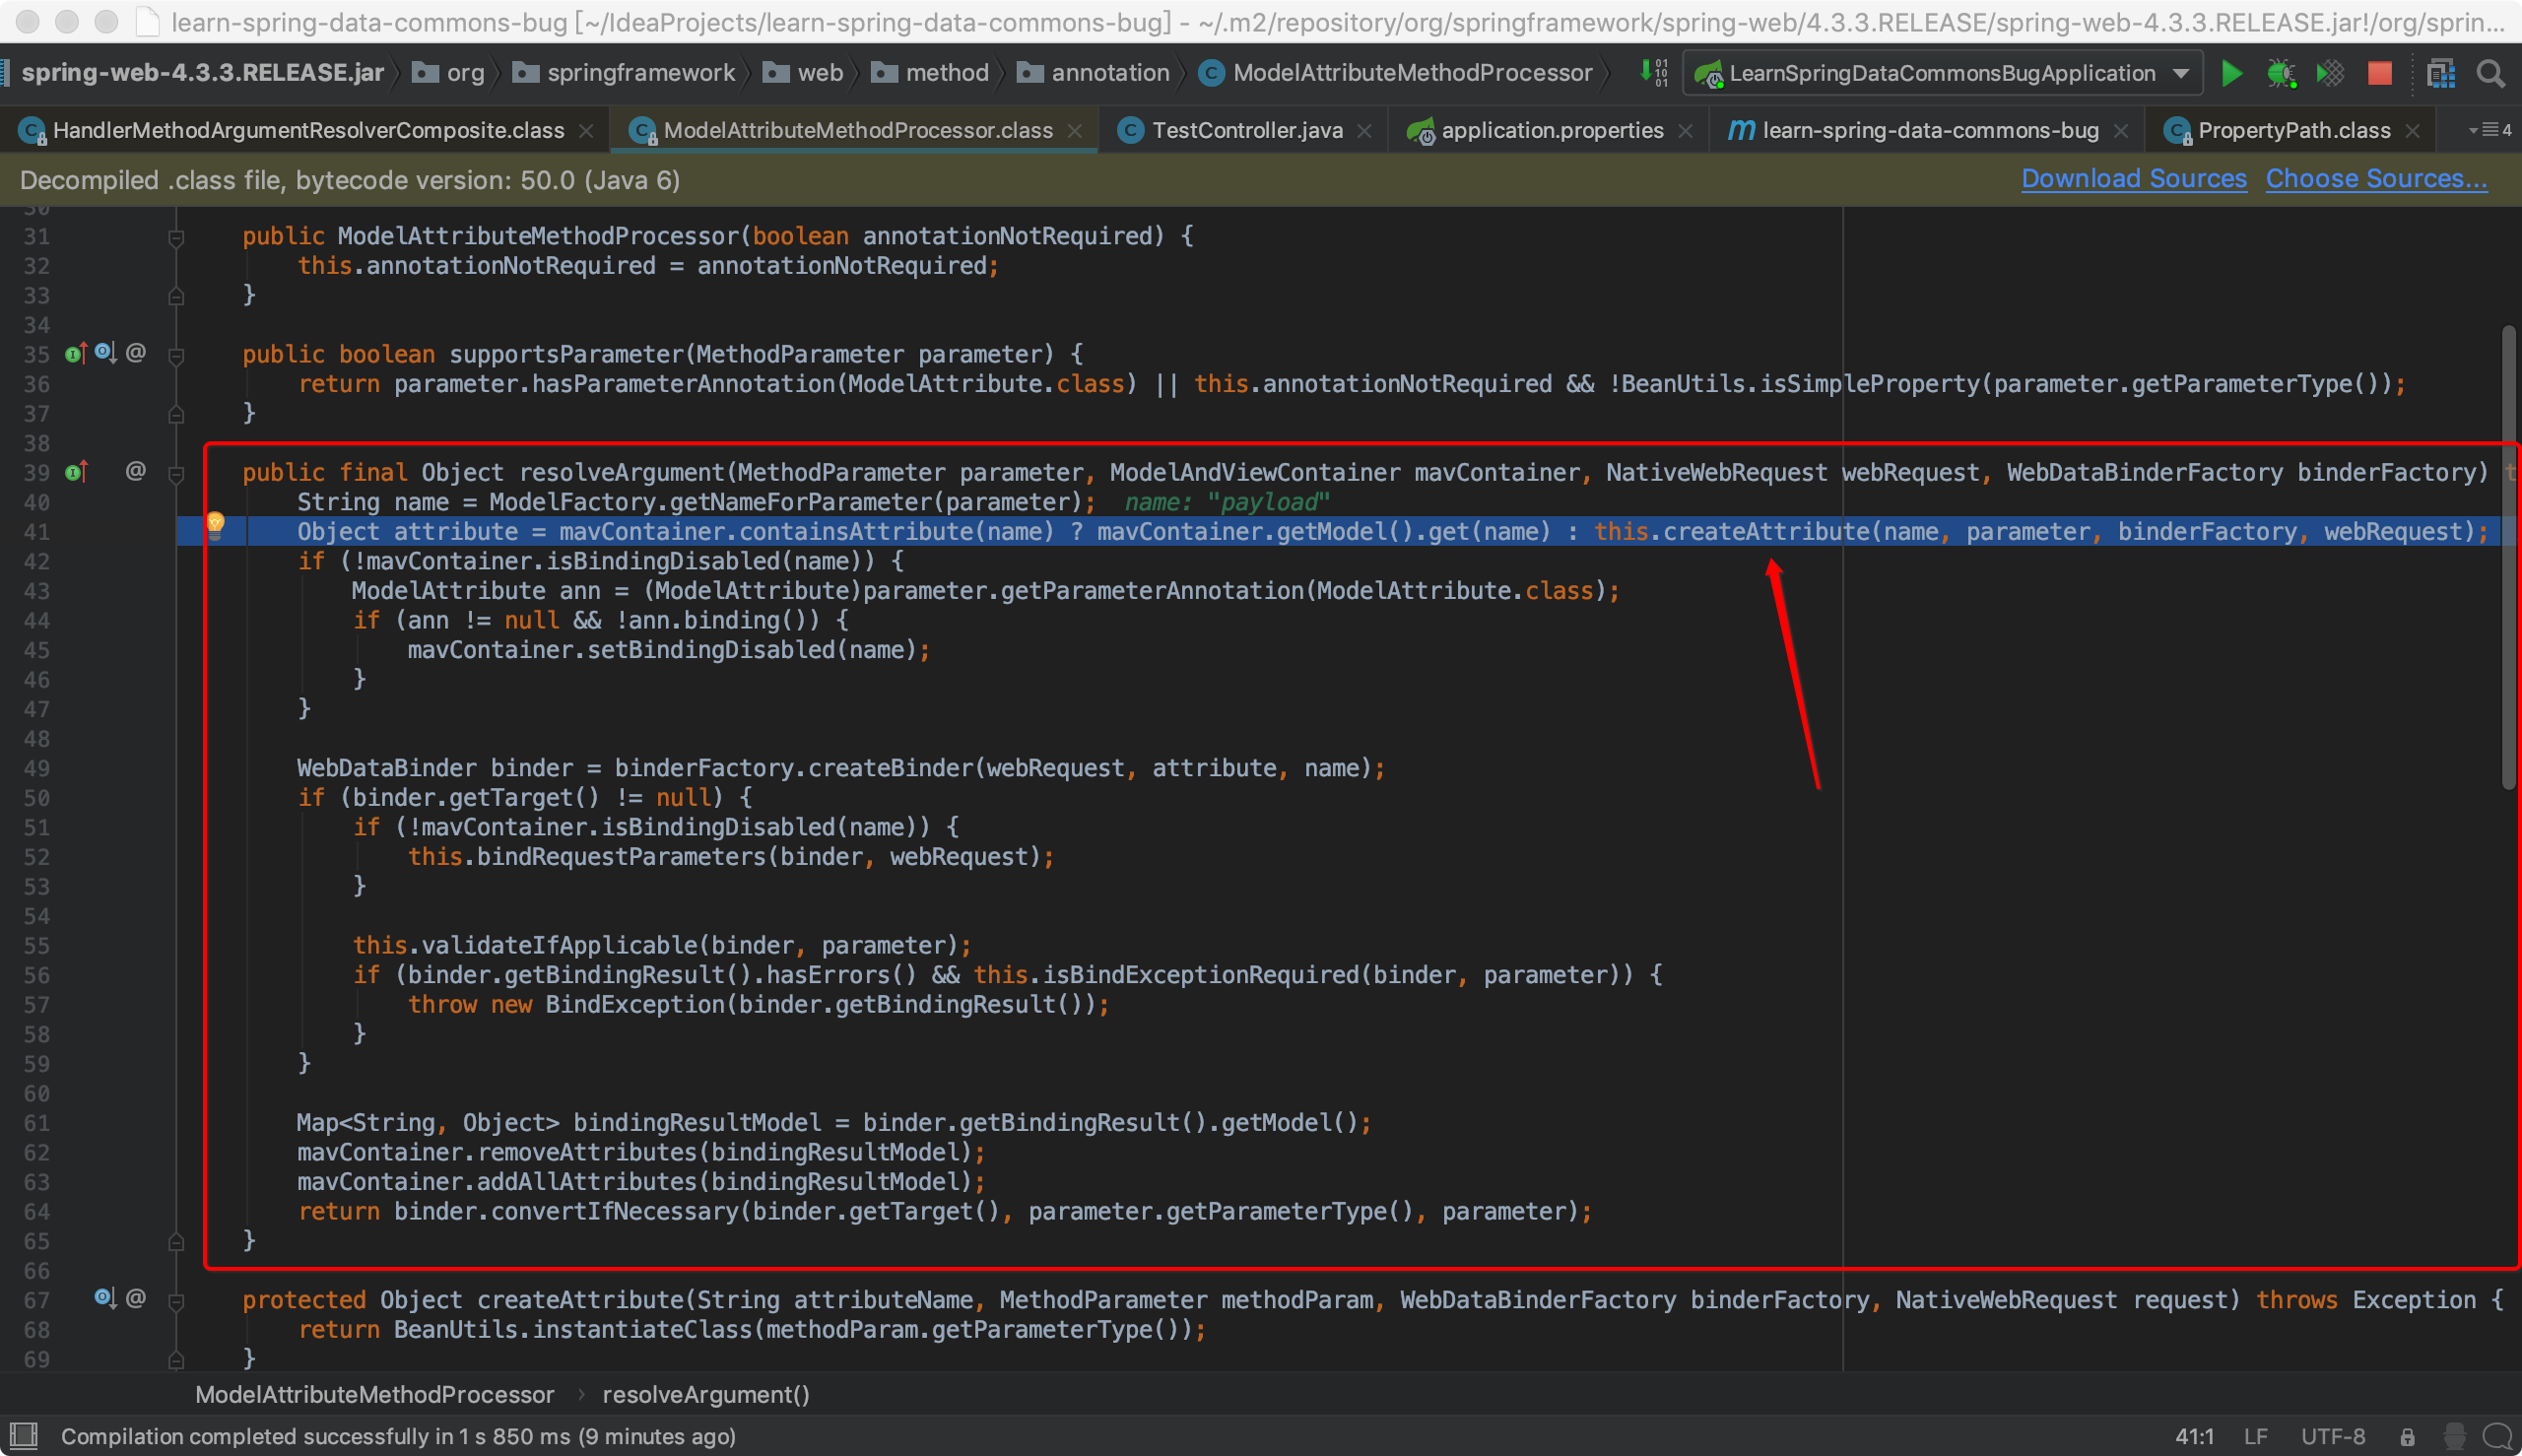 learn-spring-data-commons-bug [~/IdeaProjects/learn-spring-data-commons-bug] - ~/.m2/repository/org/springframework/spring-web/4.3.3.RELEASE/spring-web-4.3.3.RELEASE.jar!/org/sprin...
spring-web-4.3.3.RELEASE.jar org springframework web method annotation C ModelAttributeMethodProcessor LearnSpringDataCommonsBugApplication
HandlerMethodArgumentResolverComposite.class ModelAttributeMethodProcessor.class TestController.java application.properties m learn-spring-data-commons-bug PropertyPath.class 4
Decompiled .class file, bytecode version: 50.0 (Java 6) Download Sources Choose Sources...
30
31 public ModelAttributeMethodProcessor(boolean annotationNotRequired) {
32 this.annotationNotRequired = annotationNotRequired;
33 }
34
35 @ public boolean supportsParameter(MethodParameter parameter) {
36 return parameter.hasParameterAnnotation(ModelAttribute.class) || this.annotationNotRequired && !BeanUtils.isSimpleProperty(parameter.getParameterType());
37 }
38
39 @ public final Object resolveArgument(MethodParameter parameter, ModelAndViewContainer mavContainer, NativeWebRequest webRequest, WebDataBinderFactory binderFactory) t
40 String name = ModelFactory.getNameForParameter(parameter); name: "payload"
41 Object attribute = mavContainer.containsAttribute(name) ? mavContainer.getModel().get(name) : this.createAttribute(name, parameter, binderFactory, webRequest);
42 if (!mavContainer.isBindingDisabled(name)) {
43 ModelAttribute ann = (ModelAttribute)parameter.getParameterAnnotation(ModelAttribute.class);
44 if (ann != null && !ann.binding()) {
45 mavContainer.setBindingDisabled(name);
46 }
47 }
48
49 WebDataBinder binder = binderFactory.createBinder(webRequest, attribute, name);
50 if (binder.getTarget() != null) {
51 if (!mavContainer.isBindingDisabled(name)) {
52 this.bindRequestParameters(binder, webRequest);
53 }
54
55 this.validateIfApplicable(binder, parameter);
56 if (binder.getBindingResult().hasErrors() && this.isBindExceptionRequired(binder, parameter)) {
57 throw new BindException(binder.getBindingResult());
58 }
59 }
60
61 Map<String, Object> bindingResultModel = binder.getBindingResult().getModel();
62 mavContainer.removeAttributes(bindingResultModel);
63 mavContainer.addAllAttributes(bindingResultModel);
64 return binder.convertIfNecessary(binder.getTarget(), parameter.getParameterType(), parameter);
65 }
66
67 @ protected Object createAttribute(String attributeName, MethodParameter methodParam, WebDataBinderFactory binderFactory, NativeWebRequest request) throws Exception {
68 return BeanUtils.instantiateClass(methodParam.getParameterType());
69 }
ModelAttributeMethodProcessor › resolveArgument()
Compilation completed successfully in 1 s 850 ms (9 minutes ago) 41:1 LF UTF-8